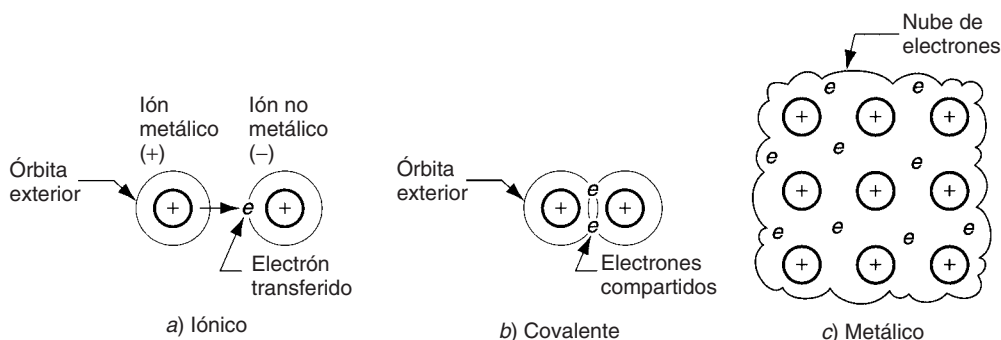 Ión
metálico
(+)
Ión no
metálico
(–)
Órbita
exterior
+
e
+
Electrón
transferido
a) Iónico
Órbita
exterior
e
+
+
e
Electrones
compartidos
b) Covalente
Nube de
electrones
e
e
+
+
+
e
e
e
+
+
+
e
e
e
e
+
+
+
c) Metálico